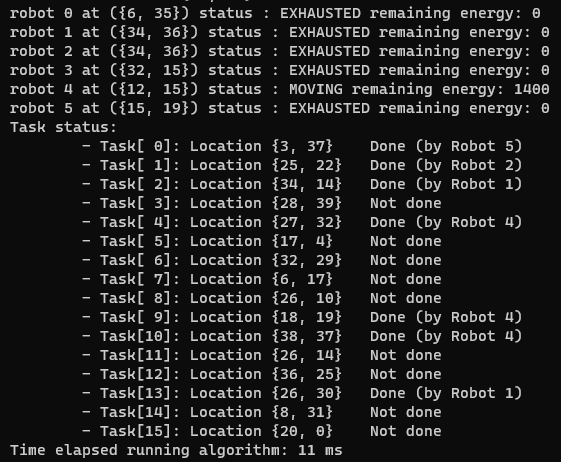 robot 0 at ({6, 35}) status : EXHAUSTED remaining energy: 0
robot 1 at ({34, 36}) status : EXHAUSTED remaining energy: 0
robot 2 at ({34, 36}) status : EXHAUSTED remaining energy: 0
robot 3 at ({32, 15}) status : EXHAUSTED remaining energy: 0
robot 4 at ({12, 15}) status : MOVING remaining energy: 1400
robot 5 at ({15, 19}) status : EXHAUSTED remaining energy: 0
Task status:
- Task[ 0]: Location {3, 37} Done (by Robot 5)
- Task[ 1]: Location {25, 22} Done (by Robot 2)
- Task[ 2]: Location {34, 14} Done (by Robot 1)
- Task[ 3]: Location {28, 39} Not done
- Task[ 4]: Location {27, 32} Done (by Robot 4)
- Task[ 5]: Location {17, 4} Not done
- Task[ 6]: Location {32, 29} Not done
- Task[ 7]: Location {6, 17} Not done
- Task[ 8]: Location {26, 10} Not done
- Task[ 9]: Location {18, 19} Done (by Robot 4)
- Task[10]: Location {38, 37} Done (by Robot 4)
- Task[11]: Location {26, 14} Not done
- Task[12]: Location {36, 25} Not done
- Task[13]: Location {26, 30} Done (by Robot 1)
- Task[14]: Location {8, 31} Not done
- Task[15]: Location {20, 0} Not done
Time elapsed running algorithm: 11 ms